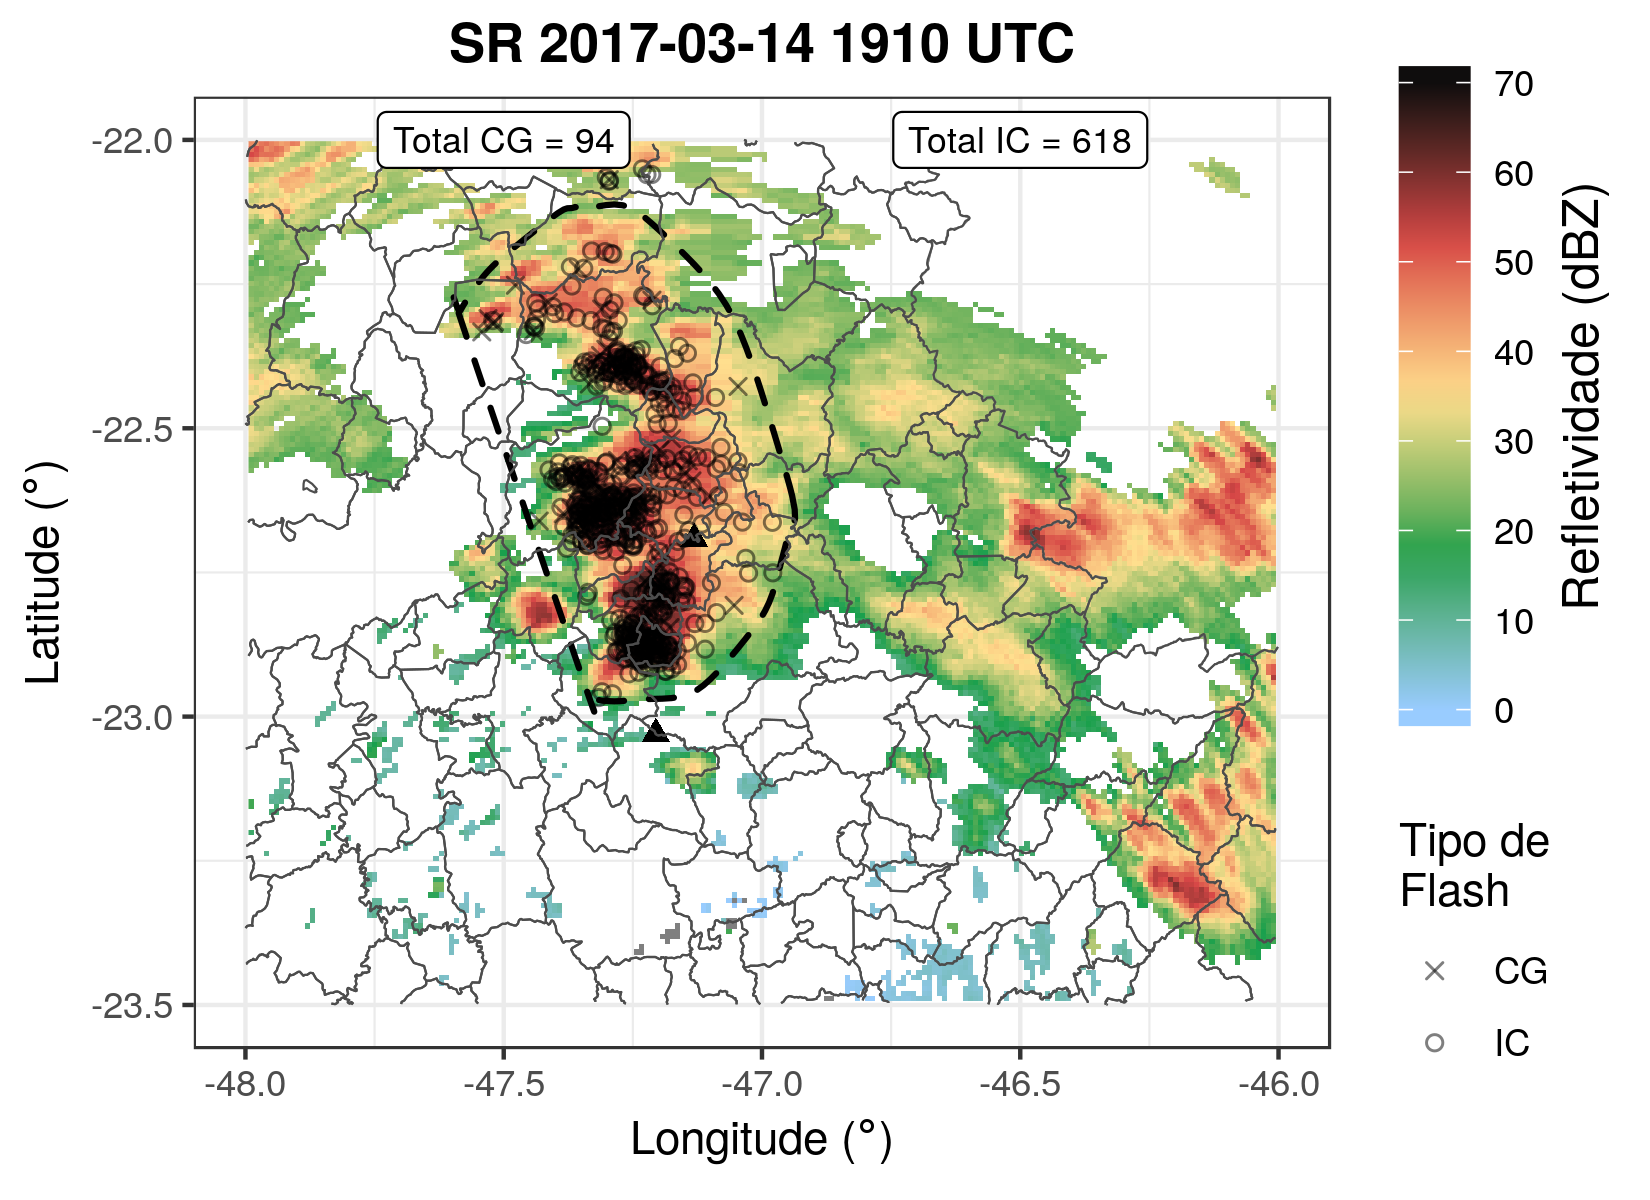 SR 2017-03-14 1910 UTC
Total CG = 94
Total IC = 618
-22.0
-22.5
-23.0
-23.5
Latitude (°)
-48.0
-47.5
-47.0
-46.5
-46.0
Longitude (°)
70
60
50
40
30
20
10
0
Refletividade (dBZ)
Tipo de
Flash
CG
IC